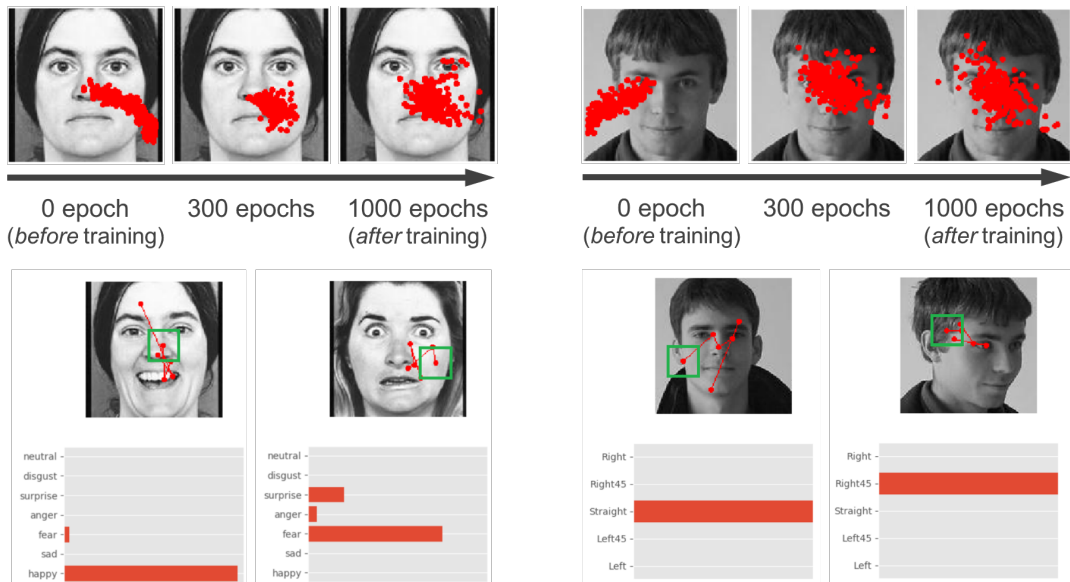 0 epoch
(before training)
300 epochs
1000 epochs
(after training)
0 epoch
(before training)
300 epochs
1000 epochs
(after training)
neutral
disgust
surprise
anger
fear
sad
happy
neutral
disgust
surprise
anger
fear
sad
happy
Right
Right45
Straight
Left45
Left
Right
Right45
Straight
Left45
Left